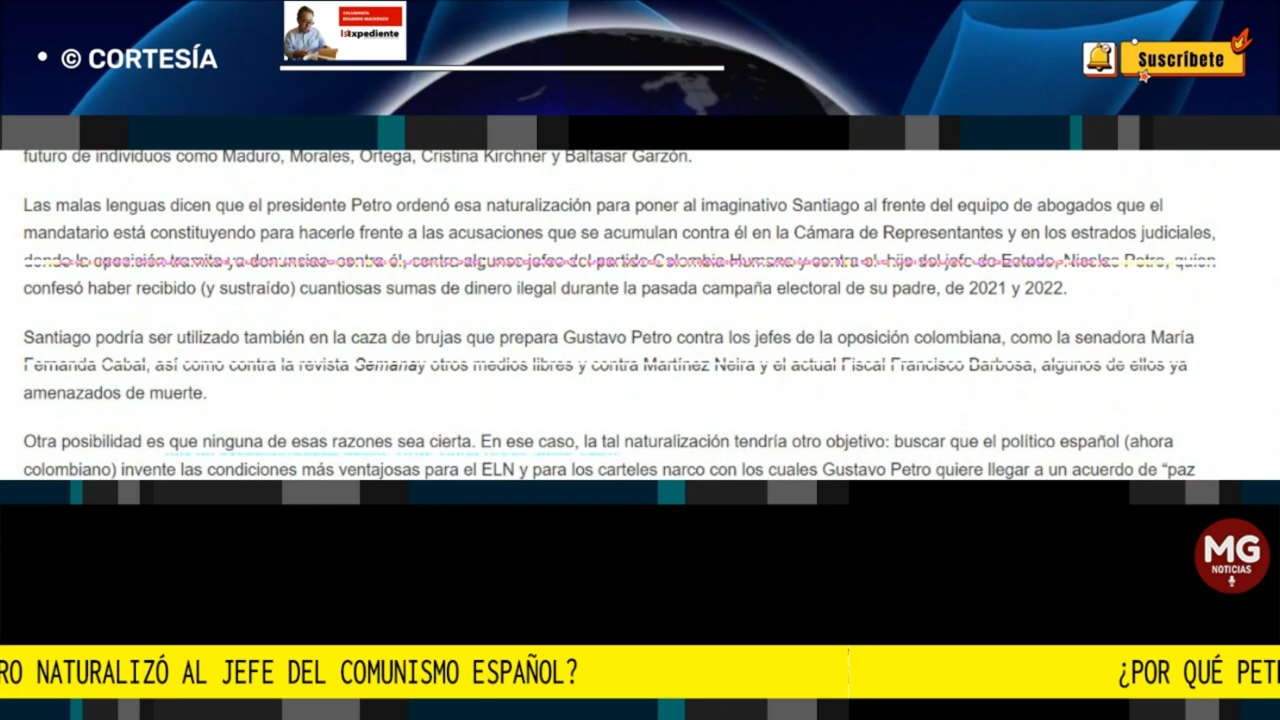 • © CORTESÍA
COLUMNISTA
EDUARDO MACKENZIE
Expediente
Suscríbete
futuro de individuos como Maduro, Morales, Ortega, Cristina Kirchner y Baltasar Garzón.
Las malas lenguas dicen que el presidente Petro ordenó esa naturalización para poner al imaginativo Santiago al frente del equipo de abogados que el
mandatario está constituyendo para hacerle frente a las acusaciones que se acumulan contra él en la Cámara de Representantes y en los estrados judiciales,
donde la oposición tramita ya denuncias contra él, contra algunos jefes del partido Colombia Humana y contra el hijo del jefe de Estado, Nicolas Petro, quien
confesó haber recibido (y sustraído) cuantiosas sumas de dinero ilegal durante la pasada campaña electoral de su padre, de 2021 y 2022.
Santiago podría ser utilizado también en la caza de brujas que prepara Gustavo Petro contra los jefes de la oposición colombiana, como la senadora María
Fernanda Cabal, así como contra la revista Semanay otros medios libres y contra Martínez Neira y el actual Fiscal Francisco Barbosa, algunos de ellos ya
amenazados de muerte.
Otra posibilidad es que ninguna de esas razones sea cierta. En ese caso, la tal naturalización tendría otro objetivo: buscar que el político español (ahora
colombiano) invente las condiciones más ventajosas para el ELN y para los carteles narco con los cuales Gustavo Petro quiere llegar a un acuerdo de “paz
MG
NOTICIAS
RO NATURALIZÓ AL JEFE DEL COMUNISMO ESPAÑOL? ¿POR QUÉ PET